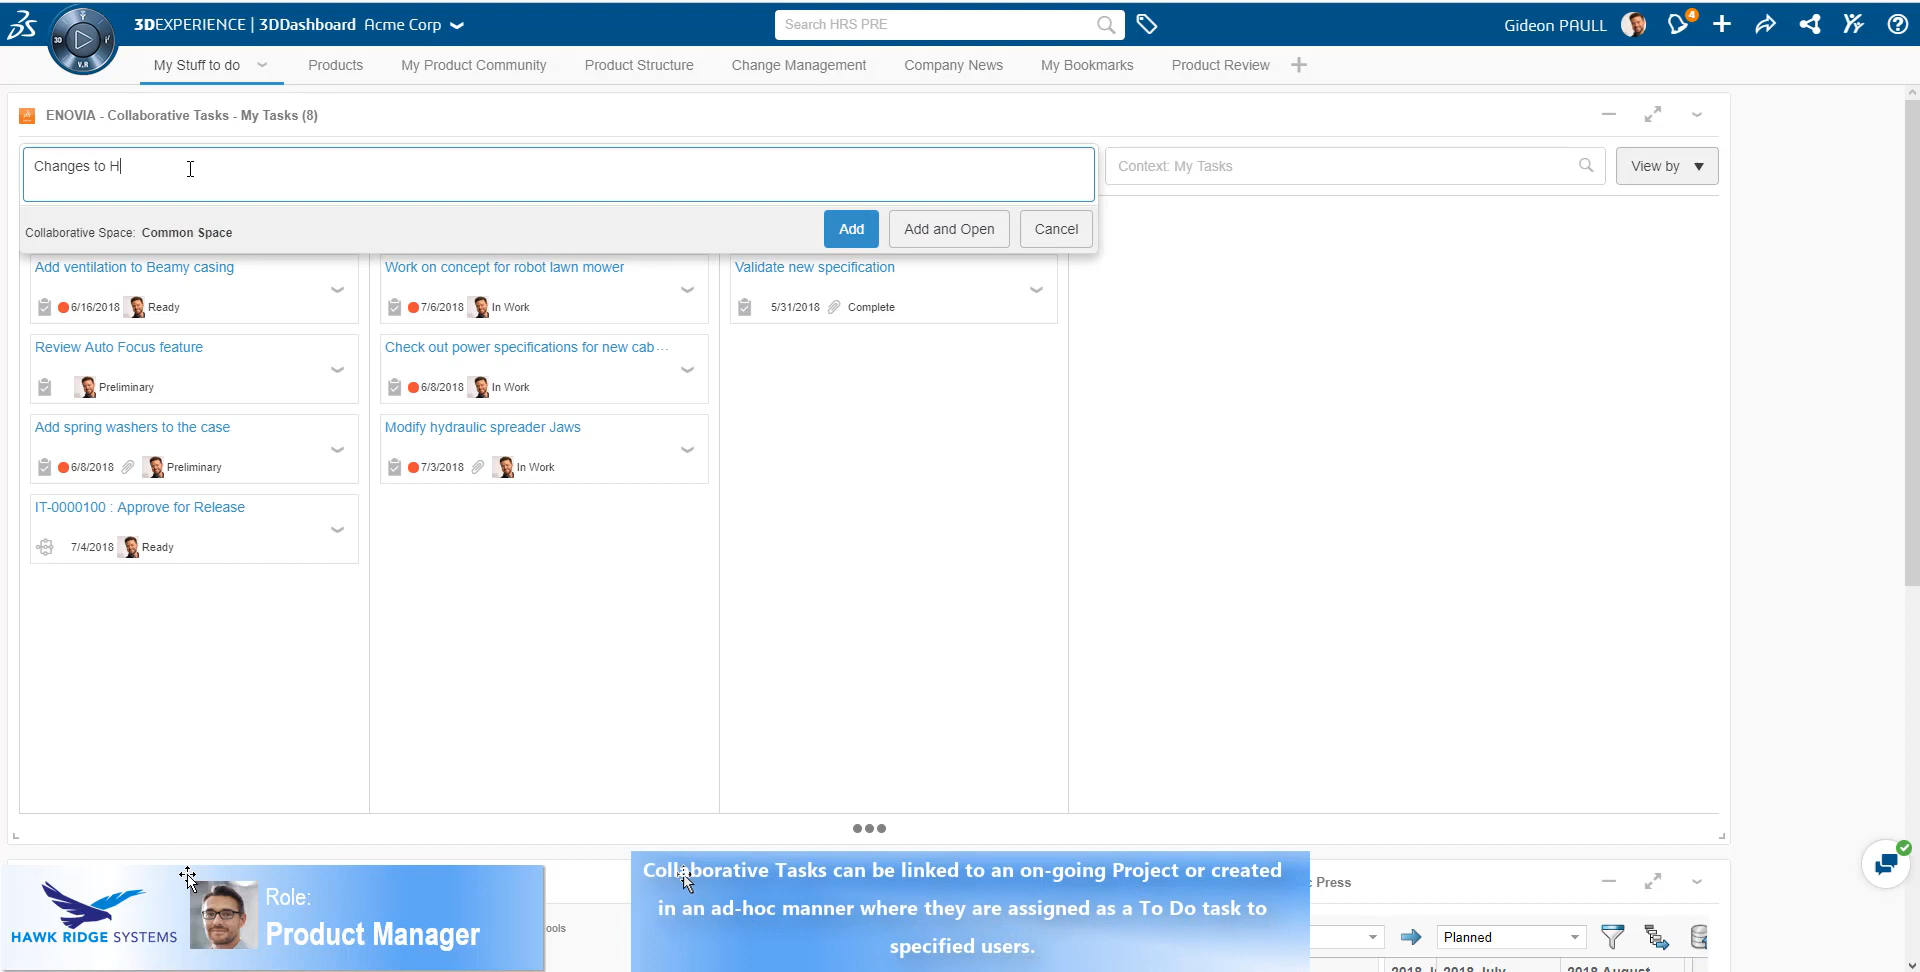 3DEXPERIENCE | 3DDashboard Acme Corp
Search HRS PRE
Gideon PAULL
4
3D
V.R
My Stuff to do
Products
My Product Community
Product Structure
Change Management
Company News
My Bookmarks
Product Review
ENOVIA - Collaborative Tasks - My Tasks (8)
Changes to H
Context: My Tasks
View by
Collaborative Space: Common Space
Add
Add and Open
Cancel
Add ventilation to Beamy casing
6/16/2018 Ready
Review Auto Focus feature
Preliminary
Add spring washers to the case
6/8/2018 Preliminary
IT-0000100 : Approve for Release
7/4/2018 Ready
Work on concept for robot lawn mower
7/6/2018 In Work
Check out power specifications for new cab ...
6/8/2018 In Work
Modify hydraulic spreader Jaws
7/3/2018 In Work
Validate new specification
5/31/2018 Complete
HAWK RIDGE SYSTEMS
Role:
Product Manager
ools
Collaborative Tasks can be linked to an on-going Project or created
in an ad-hoc manner where they are assigned as a To Do task to
specified users.
Press
Planned
2018 July
2018 August